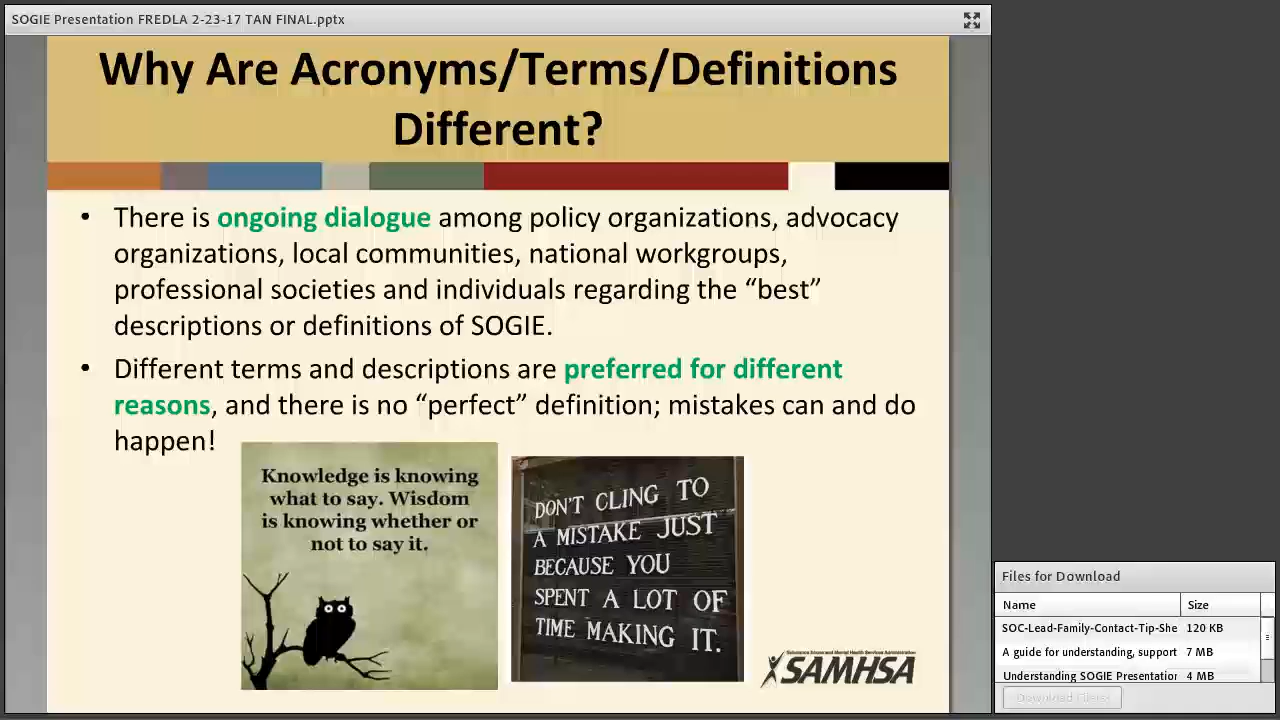 SOGIE Presentation FREDLA 2-23-17 TAN FINAL.pptx
Why Are Acronyms/Terms/Definitions
Different?
• There is ongoing dialogue among policy organizations, advocacy
organizations, local communities, national workgroups,
professional societies and individuals regarding the “best”
descriptions or definitions of SOGIE.
• Different terms and descriptions are preferred for different
reasons, and there is no “perfect” definition; mistakes can and do
happen!
Knowledge is knowing
what to say. Wisdom
is knowing whether or
not to say it.
DON'T CLING TO
A MISTAKE JUST
BECAUSE YOU
SPENT A LOT OF
TIME MAKING IT.
Substance Abuse and Mental Health Services Administration
SAMHSA
Files for Download
Name Size
SOC-Lead-Family-Contact-Tip-She 120 KB
A guide for understanding, support 7 MB
Understanding SOGIE Presentation 4 MB
Download Files